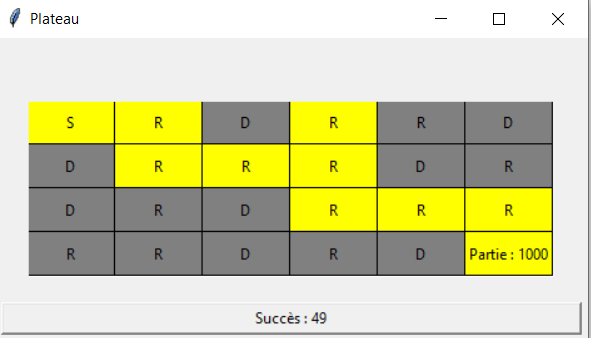 Plateau
S R D R R D
D R R R D R
D R D R R R
R R D R D Partie : 1000
Succès : 49